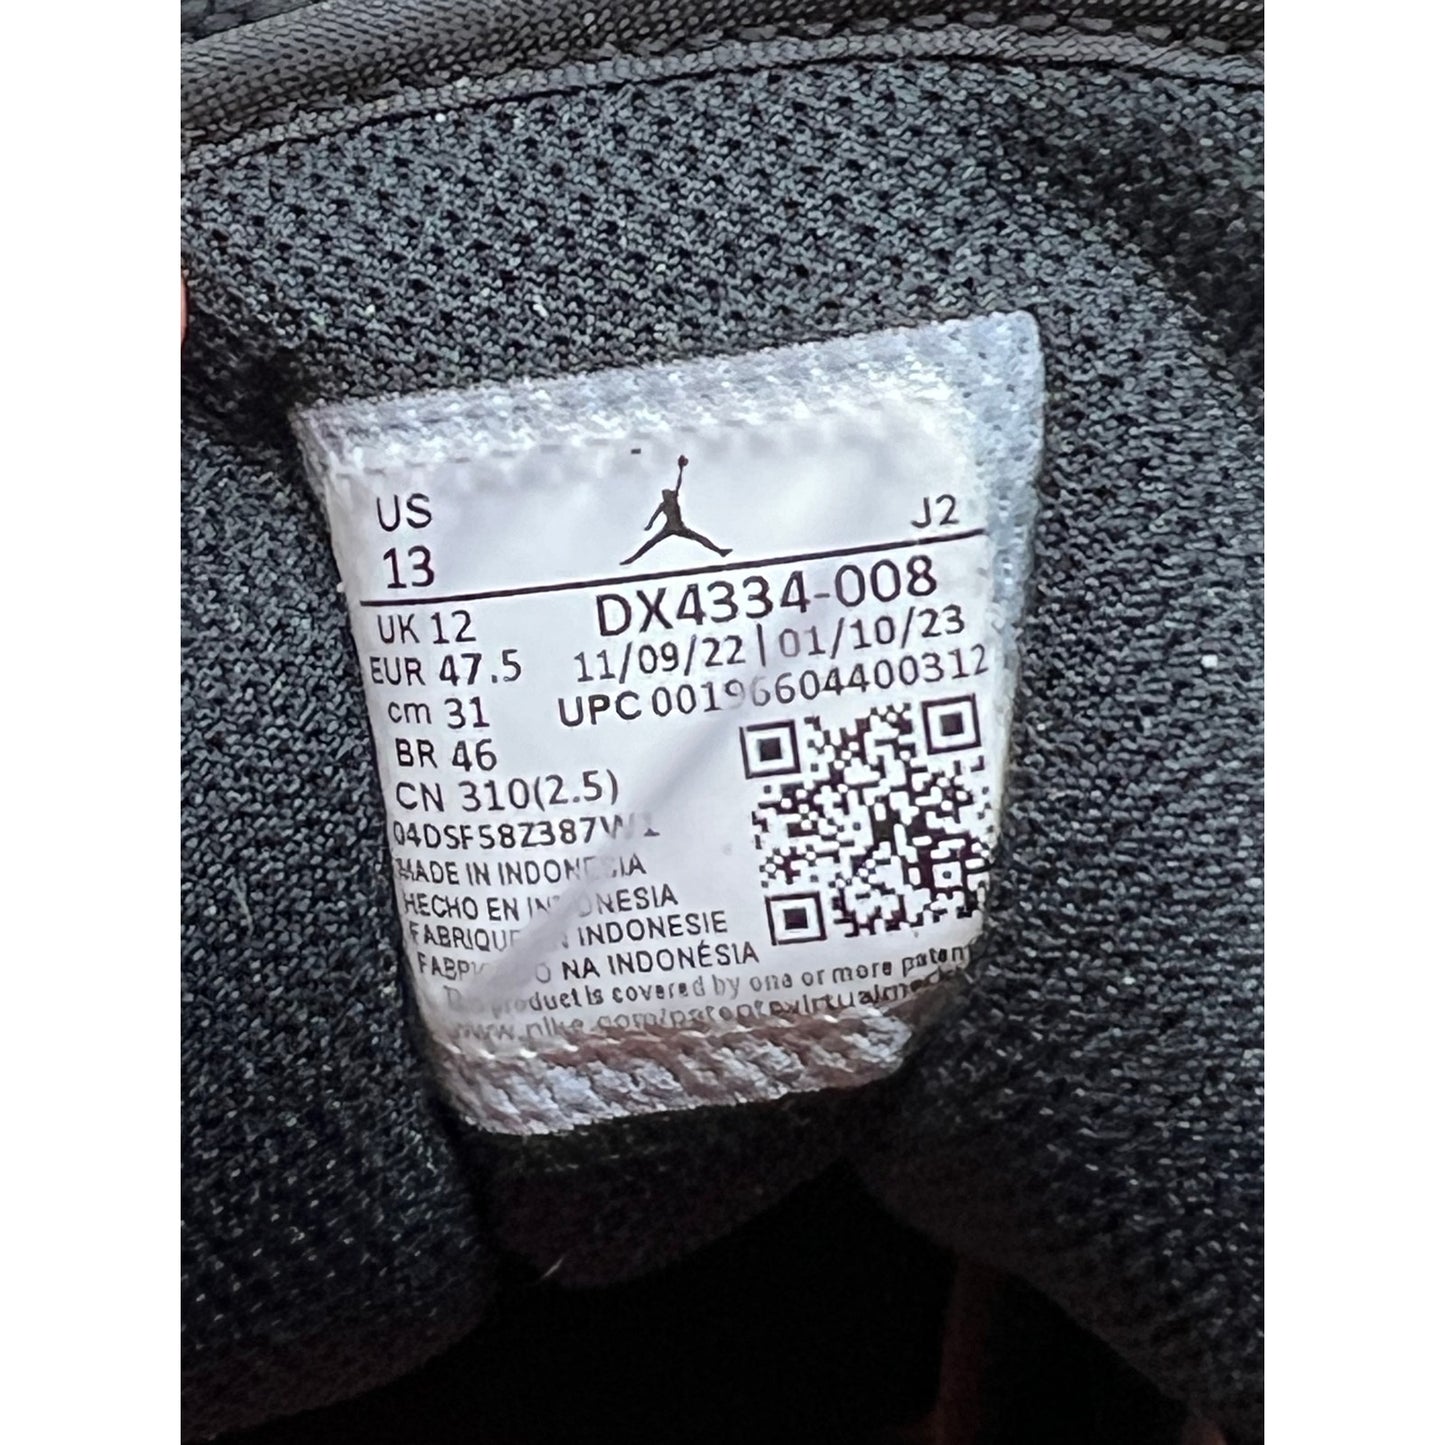 US
13
J2
UK 12
DX4334-008
EUR 47.5
11/09/22 | 01/10/23
cm 31
UPC 00196604400312
BR 46
CN 310(2.5)
MADE IN INDONESIA
HECHO EN INDONESIA
FABRIQUE EN INDONESIE
NA INDONÉSIA
This product is covered by one or more